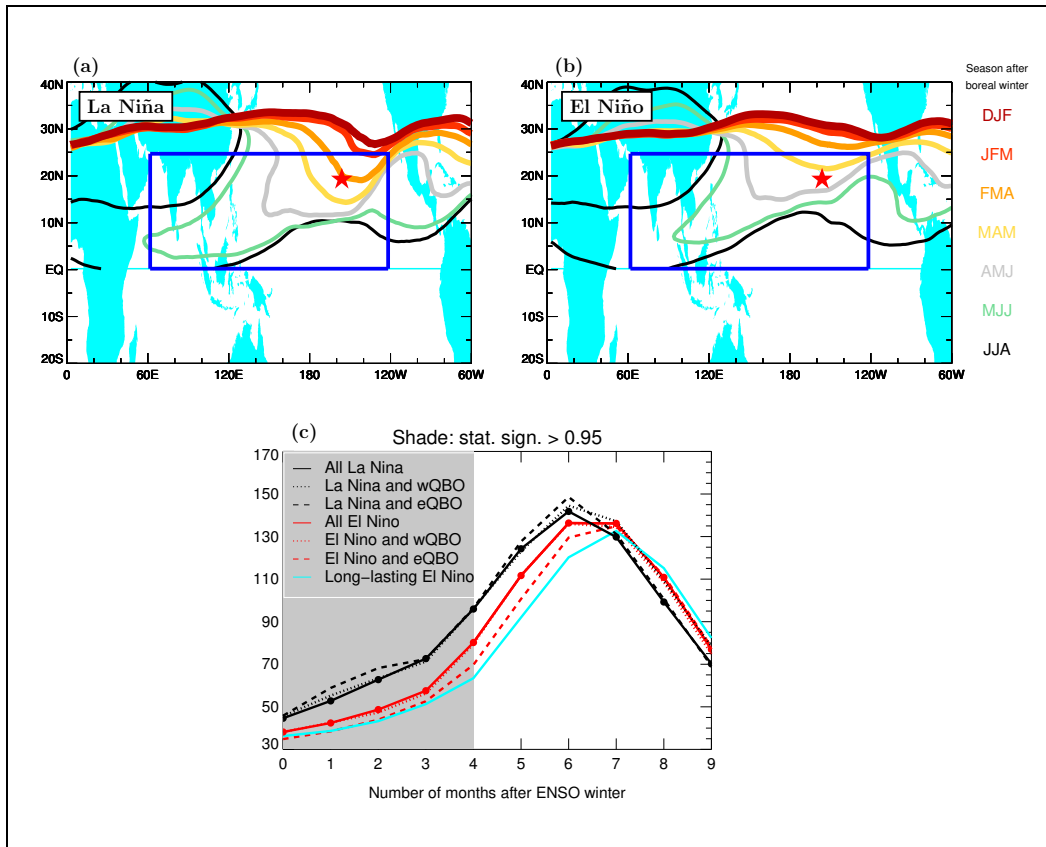 (a)
La Niña
40N
30N
20N
10N
EQ
10S
20S
0 60E 120E 180 120W 60W
(b)
El Niño
40N
30N
20N
10N
EQ
10S
20S
0 60E 120E 180 120W 60W
Season after
boreal winter
DJF
JFM
FMA
MAM
AMJ
MJJ
JJA
(c)
Shade: stat. sign. > 0.95
170
150
130
110
90
70
50
30
All La Nina
La Nina and wQBO
La Nina and eQBO
All El Nino
El Nino and wQBO
El Nino and eQBO
Long-lasting El Nino
0 1 2 3 4 5 6 7 8 9
Number of months after ENSO winter